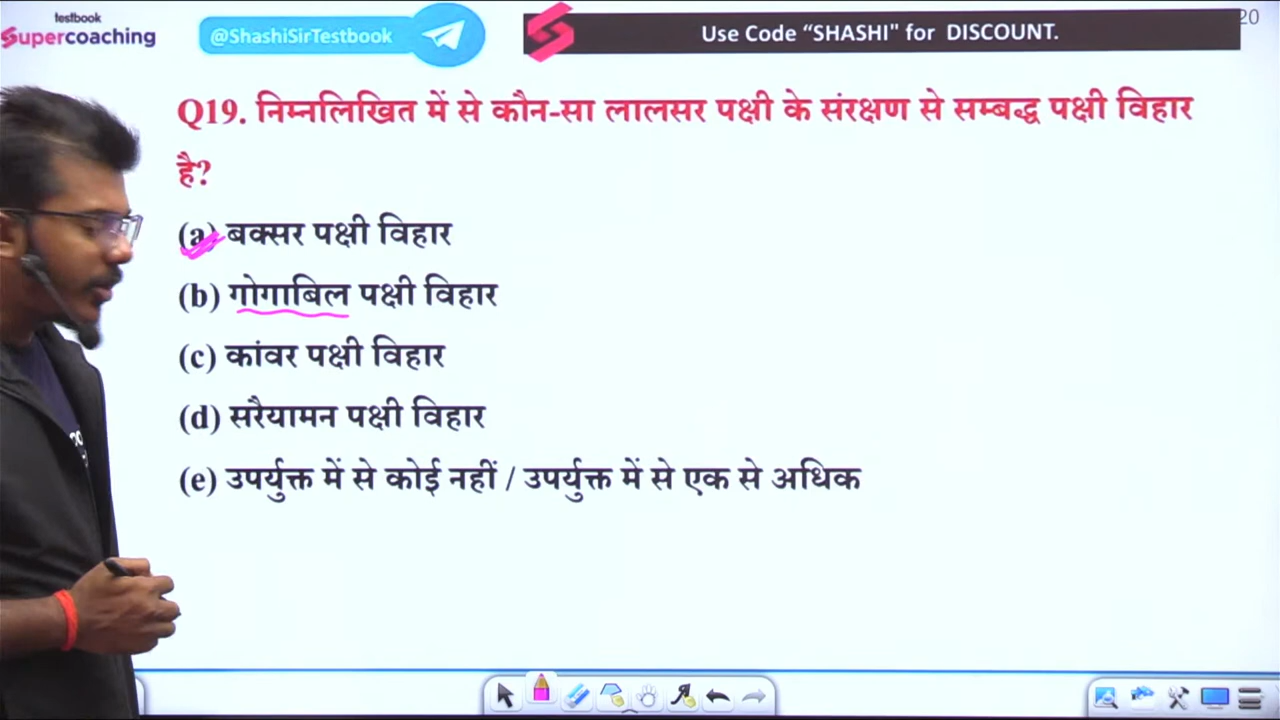 testbook
Supercoaching
@ShashiSirTestbook
Use Code “SHASHI" for DISCOUNT.
20
Q19. निम्नलिखित में से कौन-सा लालसर पक्षी के संरक्षण से सम्बद्ध पक्षी विहार
है?
(a) बक्सर पक्षी विहार
(b) गोगाबिल पक्षी विहार
(c) कांवर पक्षी विहार
(d) सरैयामन पक्षी विहार
(e) उपर्युक्त में से कोई नहीं / उपर्युक्त में से एक से अधिक